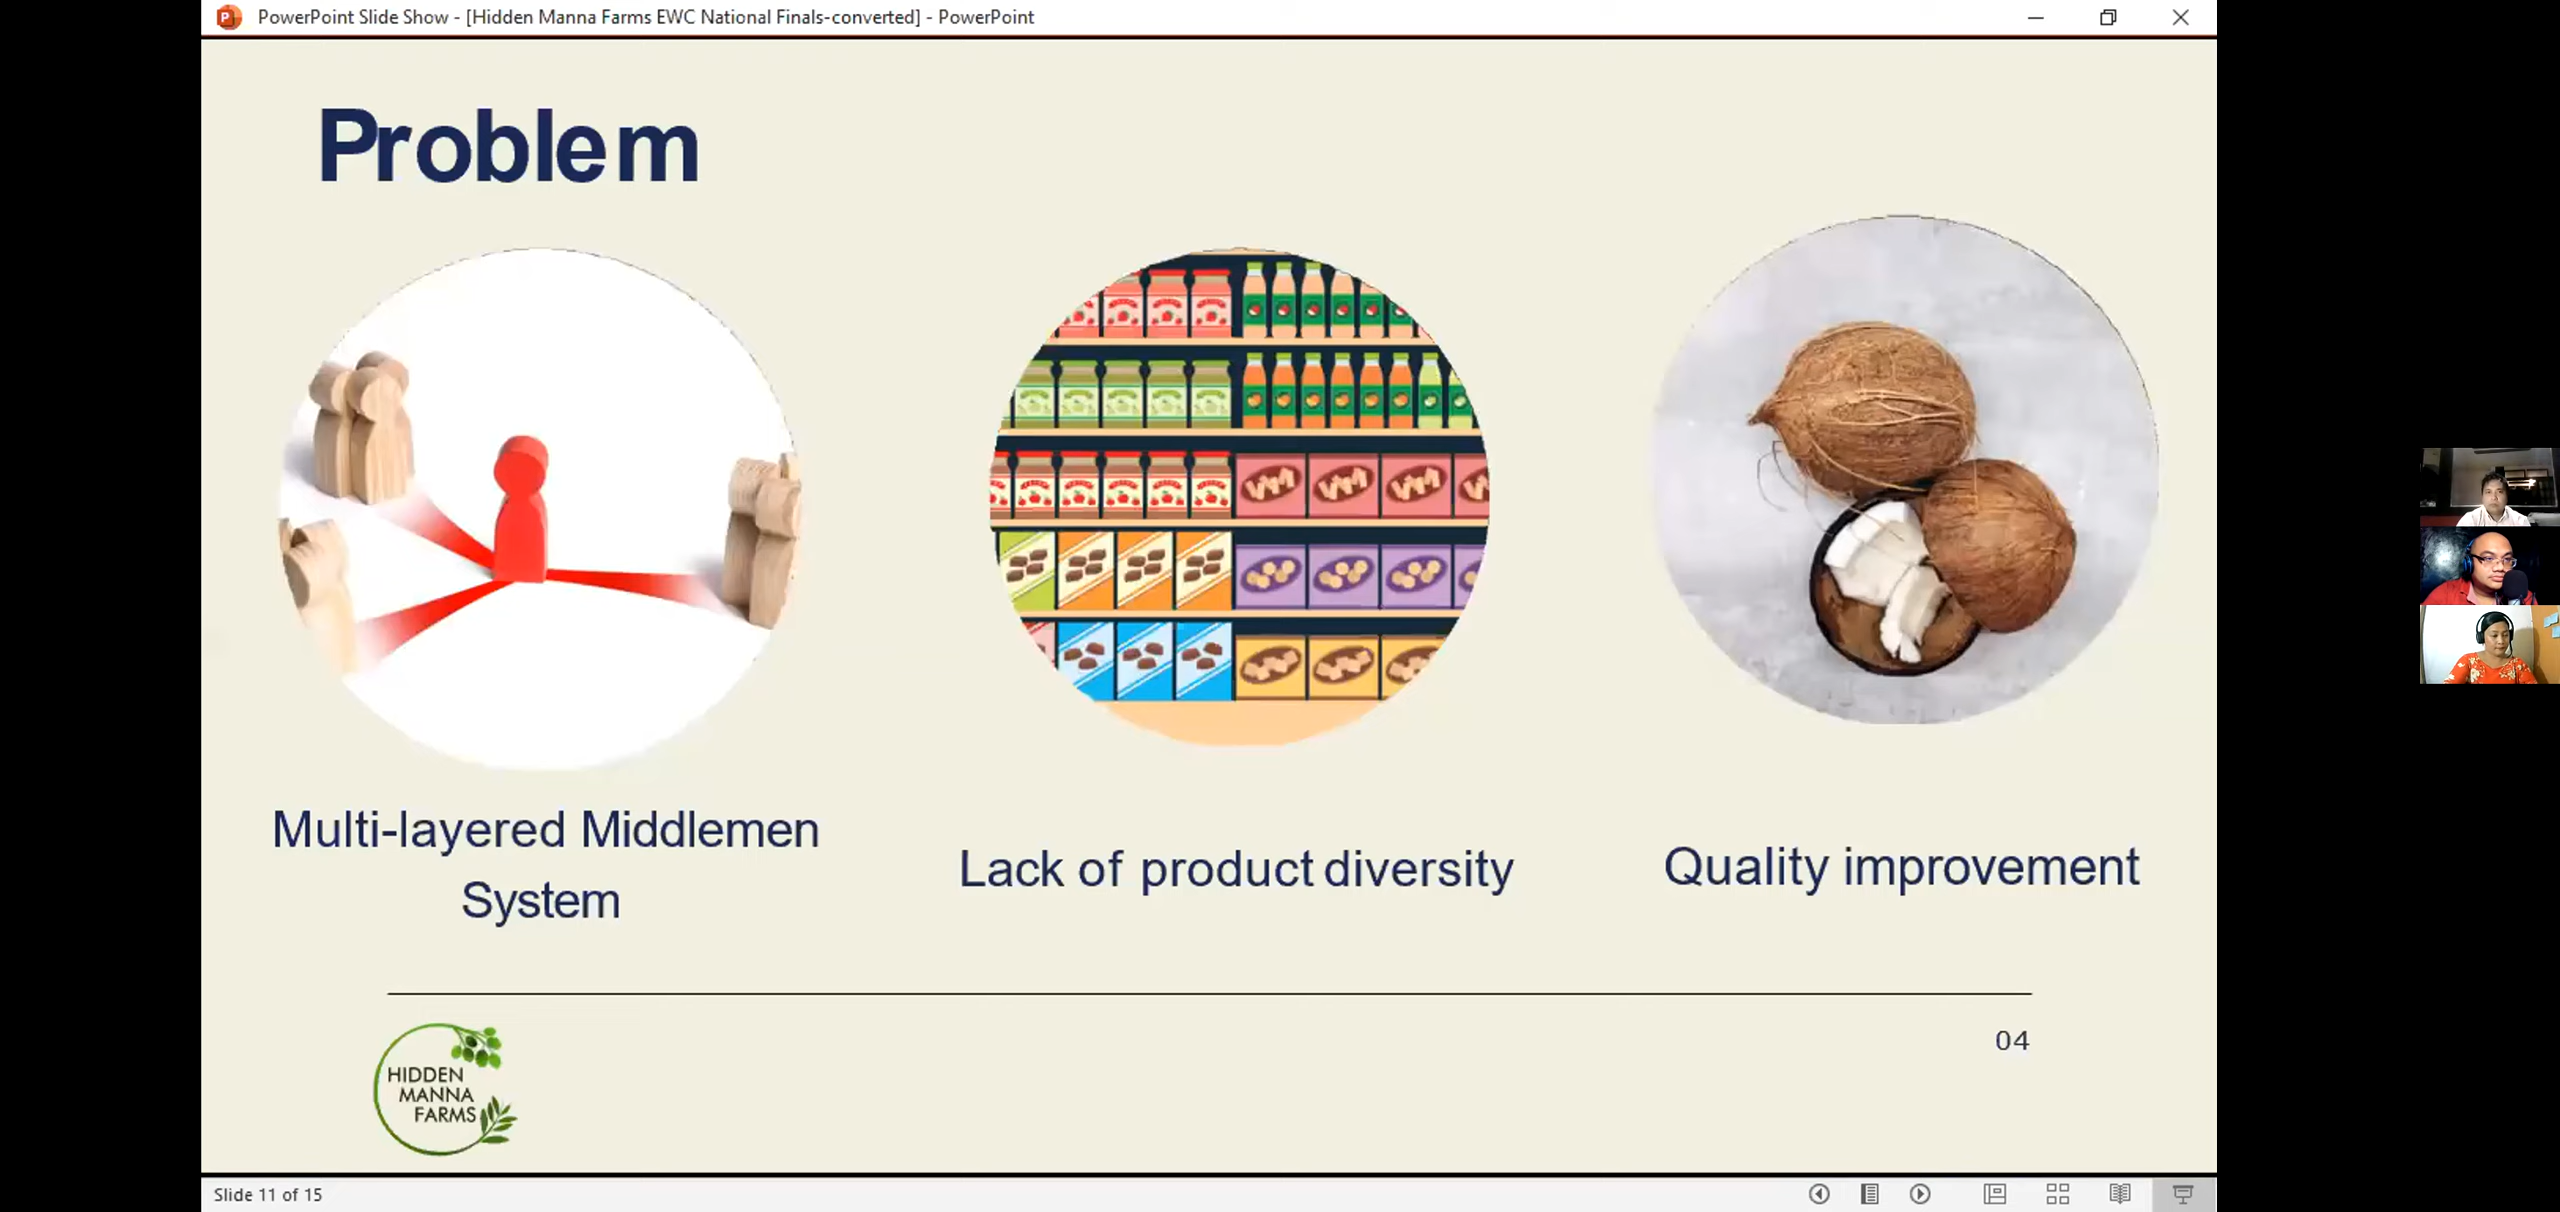 PowerPoint Slide Show - [Hidden Manna Farms EWC National Finals-converted] - PowerPoint
Problem
Multi-layered Middlemen
System
Lack of product diversity
Quality improvement
HIDDEN
MANNA
FARMS
04
Slide 11 of 15